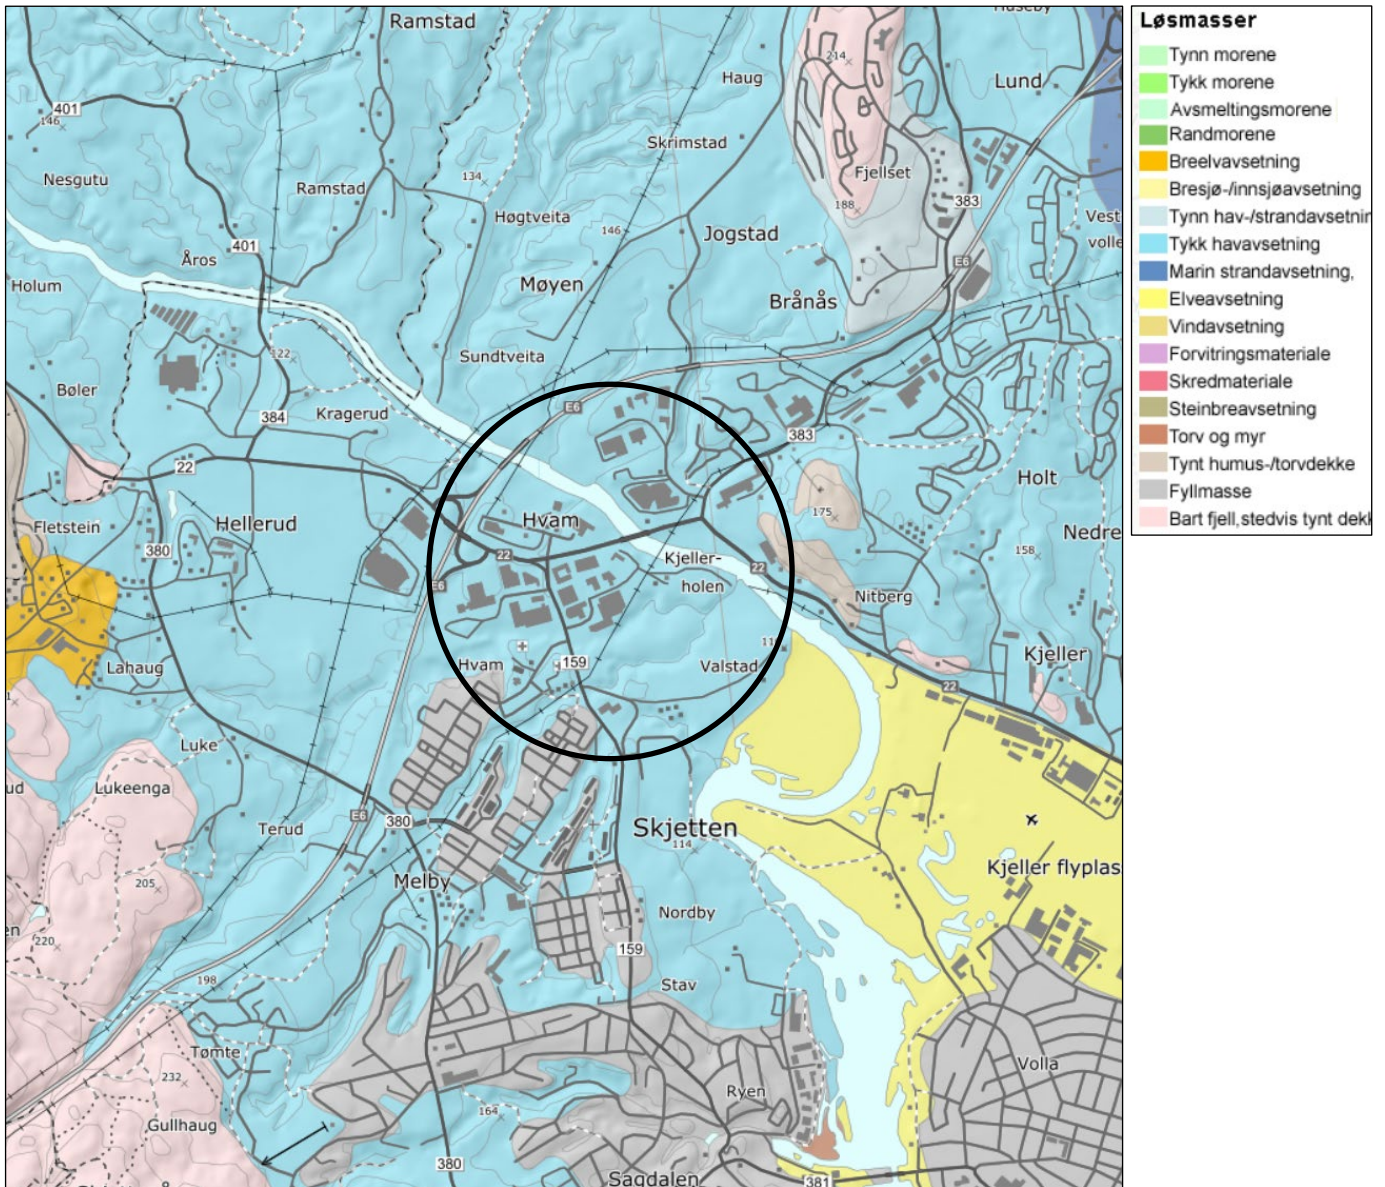 Ramstad
Huseby
214
Haug
Lund
401
146
Skrimstad
134
Fjellset
Nesgutu
Ramstad
188
383
Høgtveita
146
Jogstad
Vest
volle
401
Åros
E6
Holum
Møyen
Brånås
122
Sundtveita
Bøler
384
Kragerud
E6
383
22
Holt
Fletstein
Hellerud
Hvam
175
Nedre
380
22
Kjeller-
holen
22
158
E6
Nitberg
Lahaug
Hvam
159
Valstad
Kjeller
22
Luke
ud
Lukeenga
E6
Terud
380
Skjetten
114
Kjeller flyplas
205
Melby
Nordby
220
159
198
Stav
Tømte
Volla
232
Ryen
Gullhaug
164
380
Sagdalen
381
Løsmasser
Tynn morene
Tykk morene
Avsmeltingsmorene
Randmorene
Breelvavsetning
Bresjø-/innsjøavsetning
Tynn hav-/strandavsetnin
Tykk havavsetning
Marin strandavsetning,
Elveavsetning
Vindavsetning
Forvitringsmateriale
Skredmateriale
Steinbreavsetning
Torv og myr
Tynt humus-/torvdekke
Fyllmasse
Bart fjell,stedvis tynt dekk